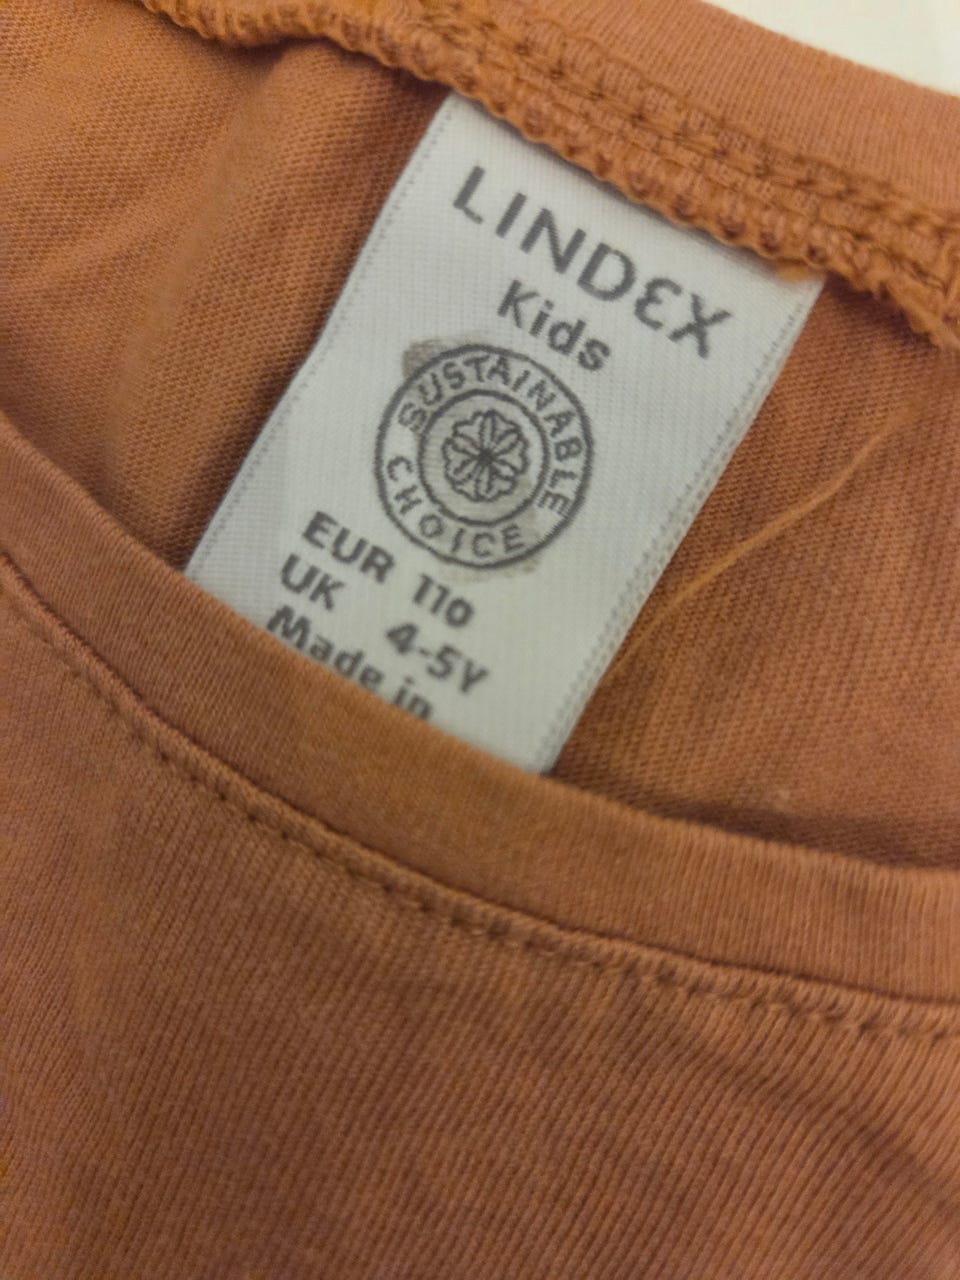 LINDEX
Kids
SUSTAINABLE
CHOICE
EUR 110
UK 4-5Y
Made in